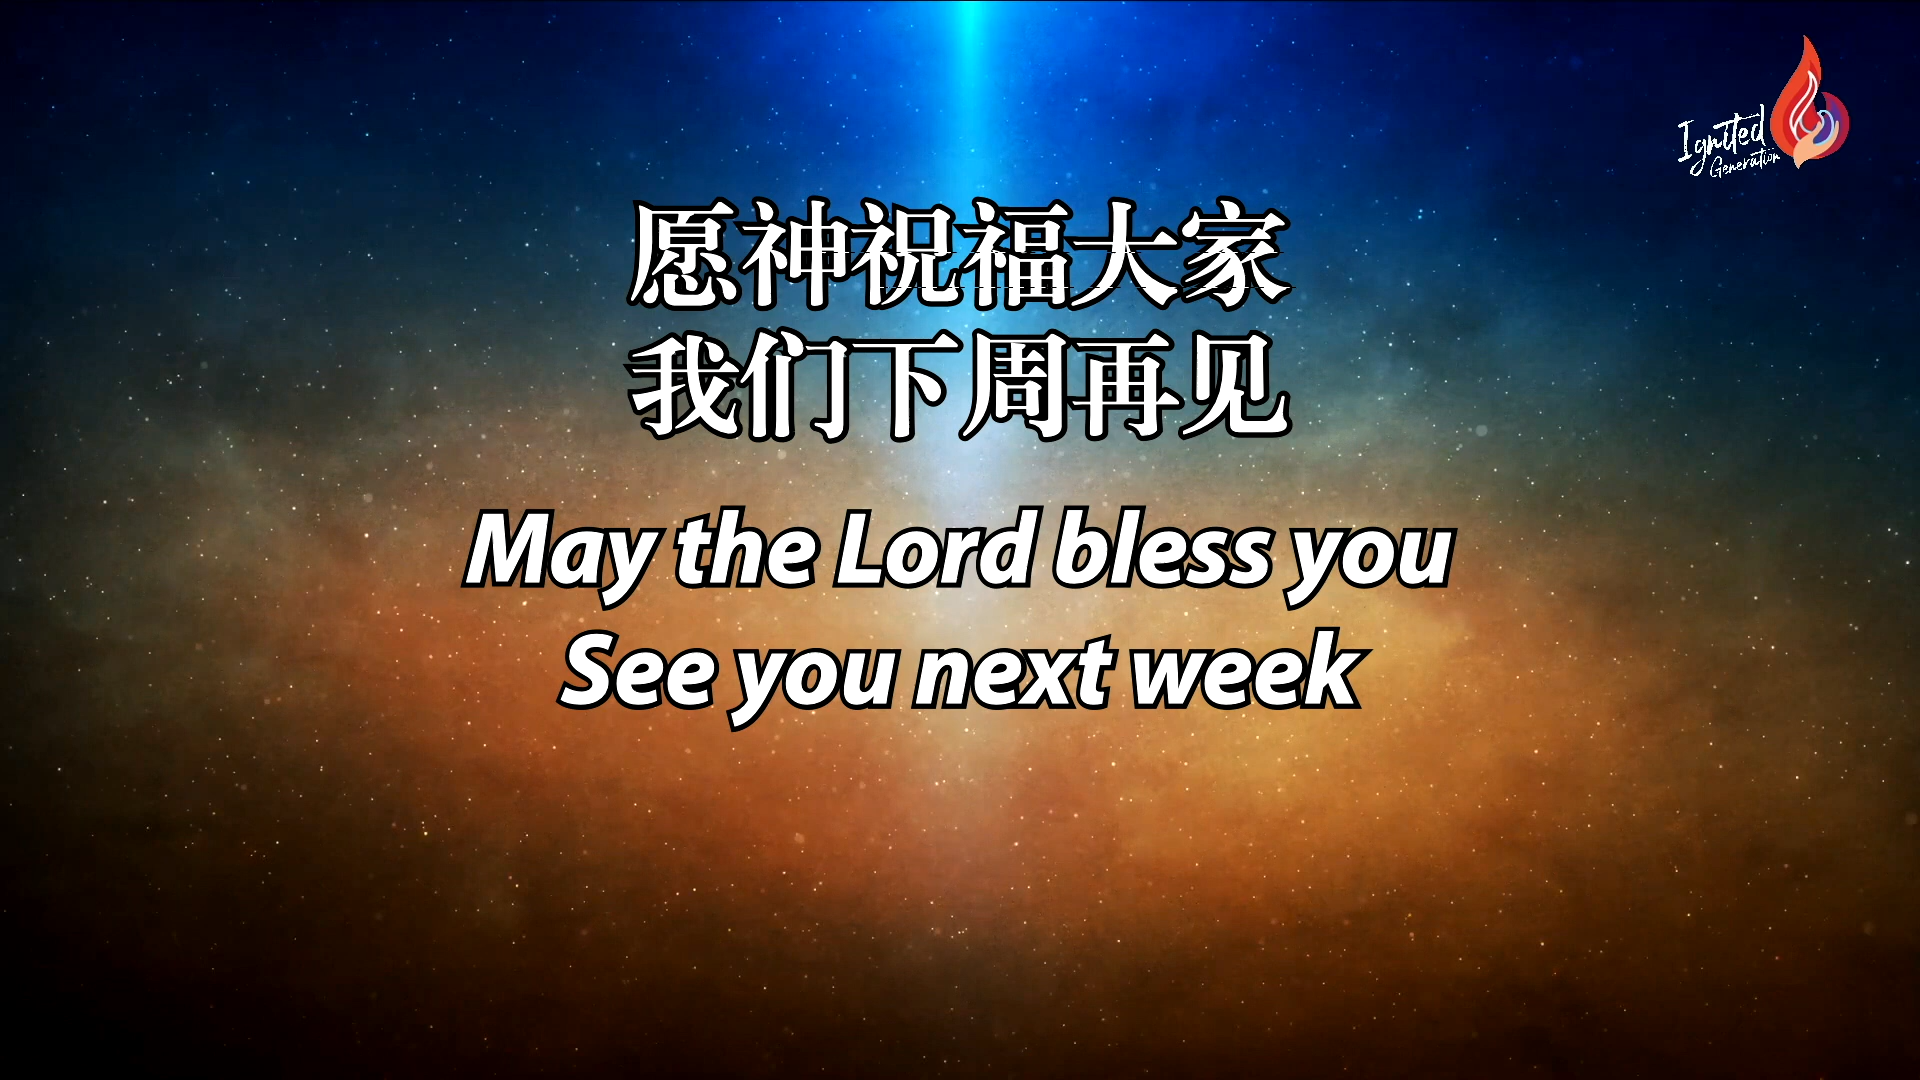 Ignited
Generation
愿神祝福大家
我们下周再见
May the Lord bless you
See you next week